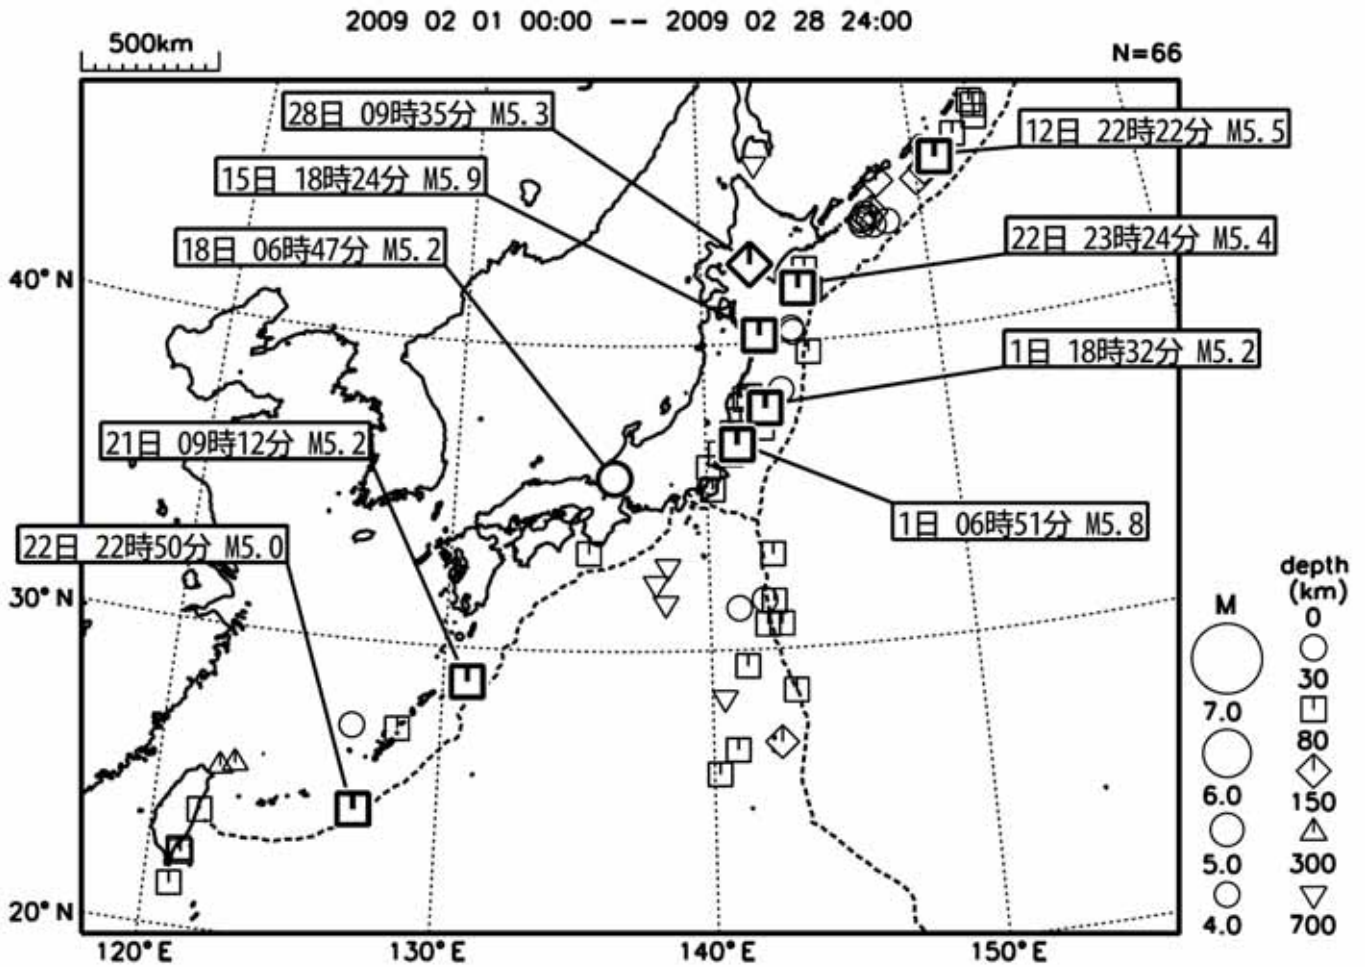 2009 02 01 00:00 -- 2009 02 28 24:00
500km
N=66
28日 09時35分 M5.3
12日 22時22分 M5.5
15日 18時24分 M5.9
18日 06時47分 M5.2
22日 23時24分 M5.4
40°N
1日 18時32分 M5.2
21日 09時12分 M5.2
1日 06時51分 M5.8
22日 22時50分 M5.0
depth
(km)
30°N
M
0
30
7.0
80
6.0
150
5.0
300
4.0
700
20°N
120°E
130°E
140°E
150°E